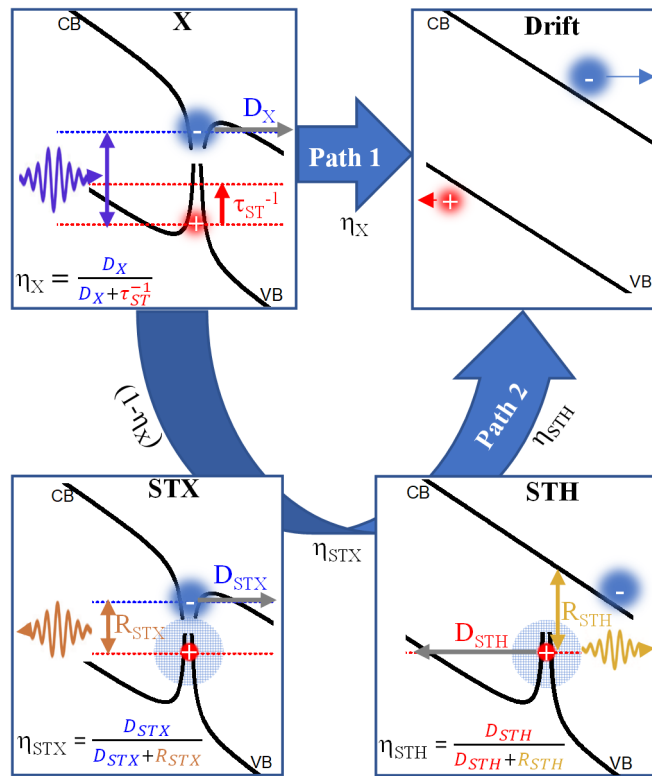 X
CB
-
D_X
τ_ST^-1
+
η_X = D_X / (D_X + τ_ST^-1)
VB
Path 1
η_X
Drift
CB
-
+
VB
(1-η_X)
Path 2
η_STH
η_STX
STX
CB
-
D_STX
R_STX
+
η_STX = D_STX / (D_STX + R_STX)
VB
STH
CB
-
R_STH
D_STH
+
η_STH = D_STH / (D_STH + R_STH)
VB